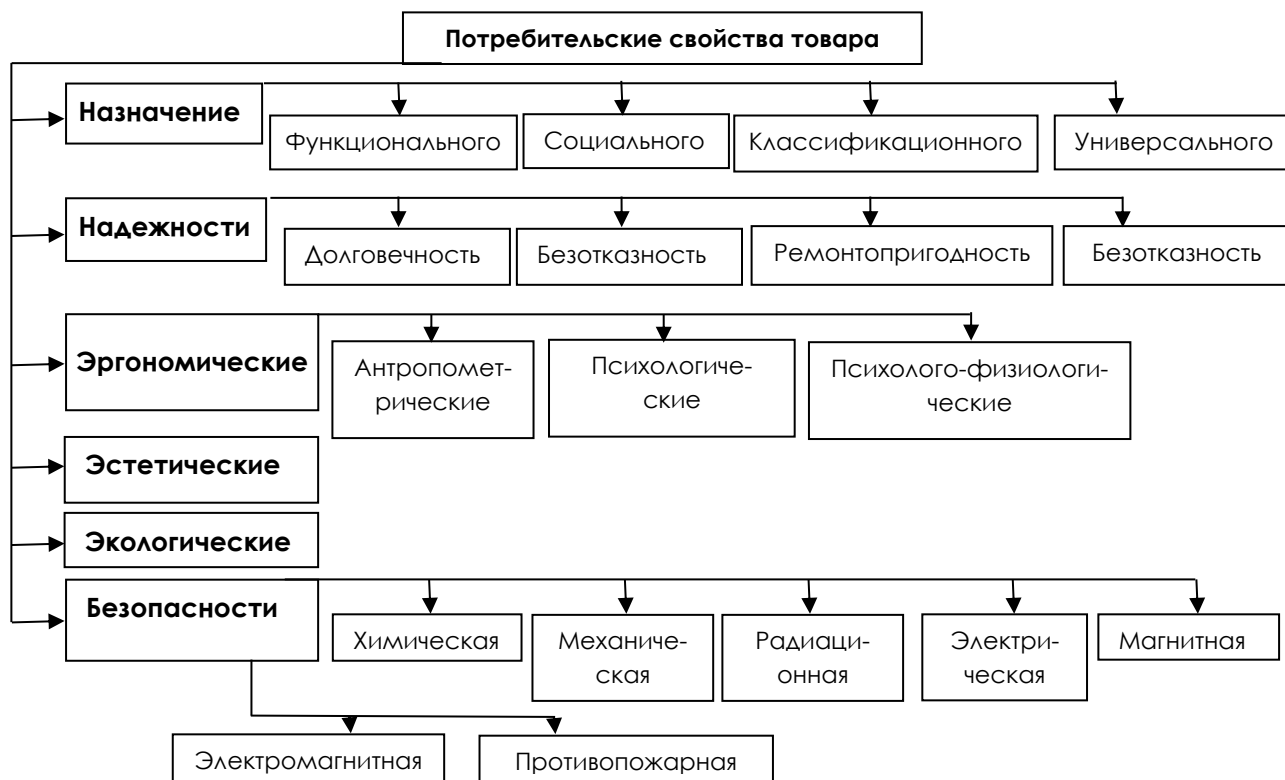 Потребительские свойства товара
Назначение
Функционального
Социального
Классификационного
Универсального
Надежности
Долговечность
Безотказность
Ремонтопригодность
Безотказность
Эргономические
Антропомет-
ррические
Психологиче-
ские
Психолого-физиологи-
ческие
Эстетические
Экологические
Безопасности
Химическая
Механиче-
ская
Радиаци-
онная
Электри-
ческая
Магнитная
Электромагнитная
Противопожарная